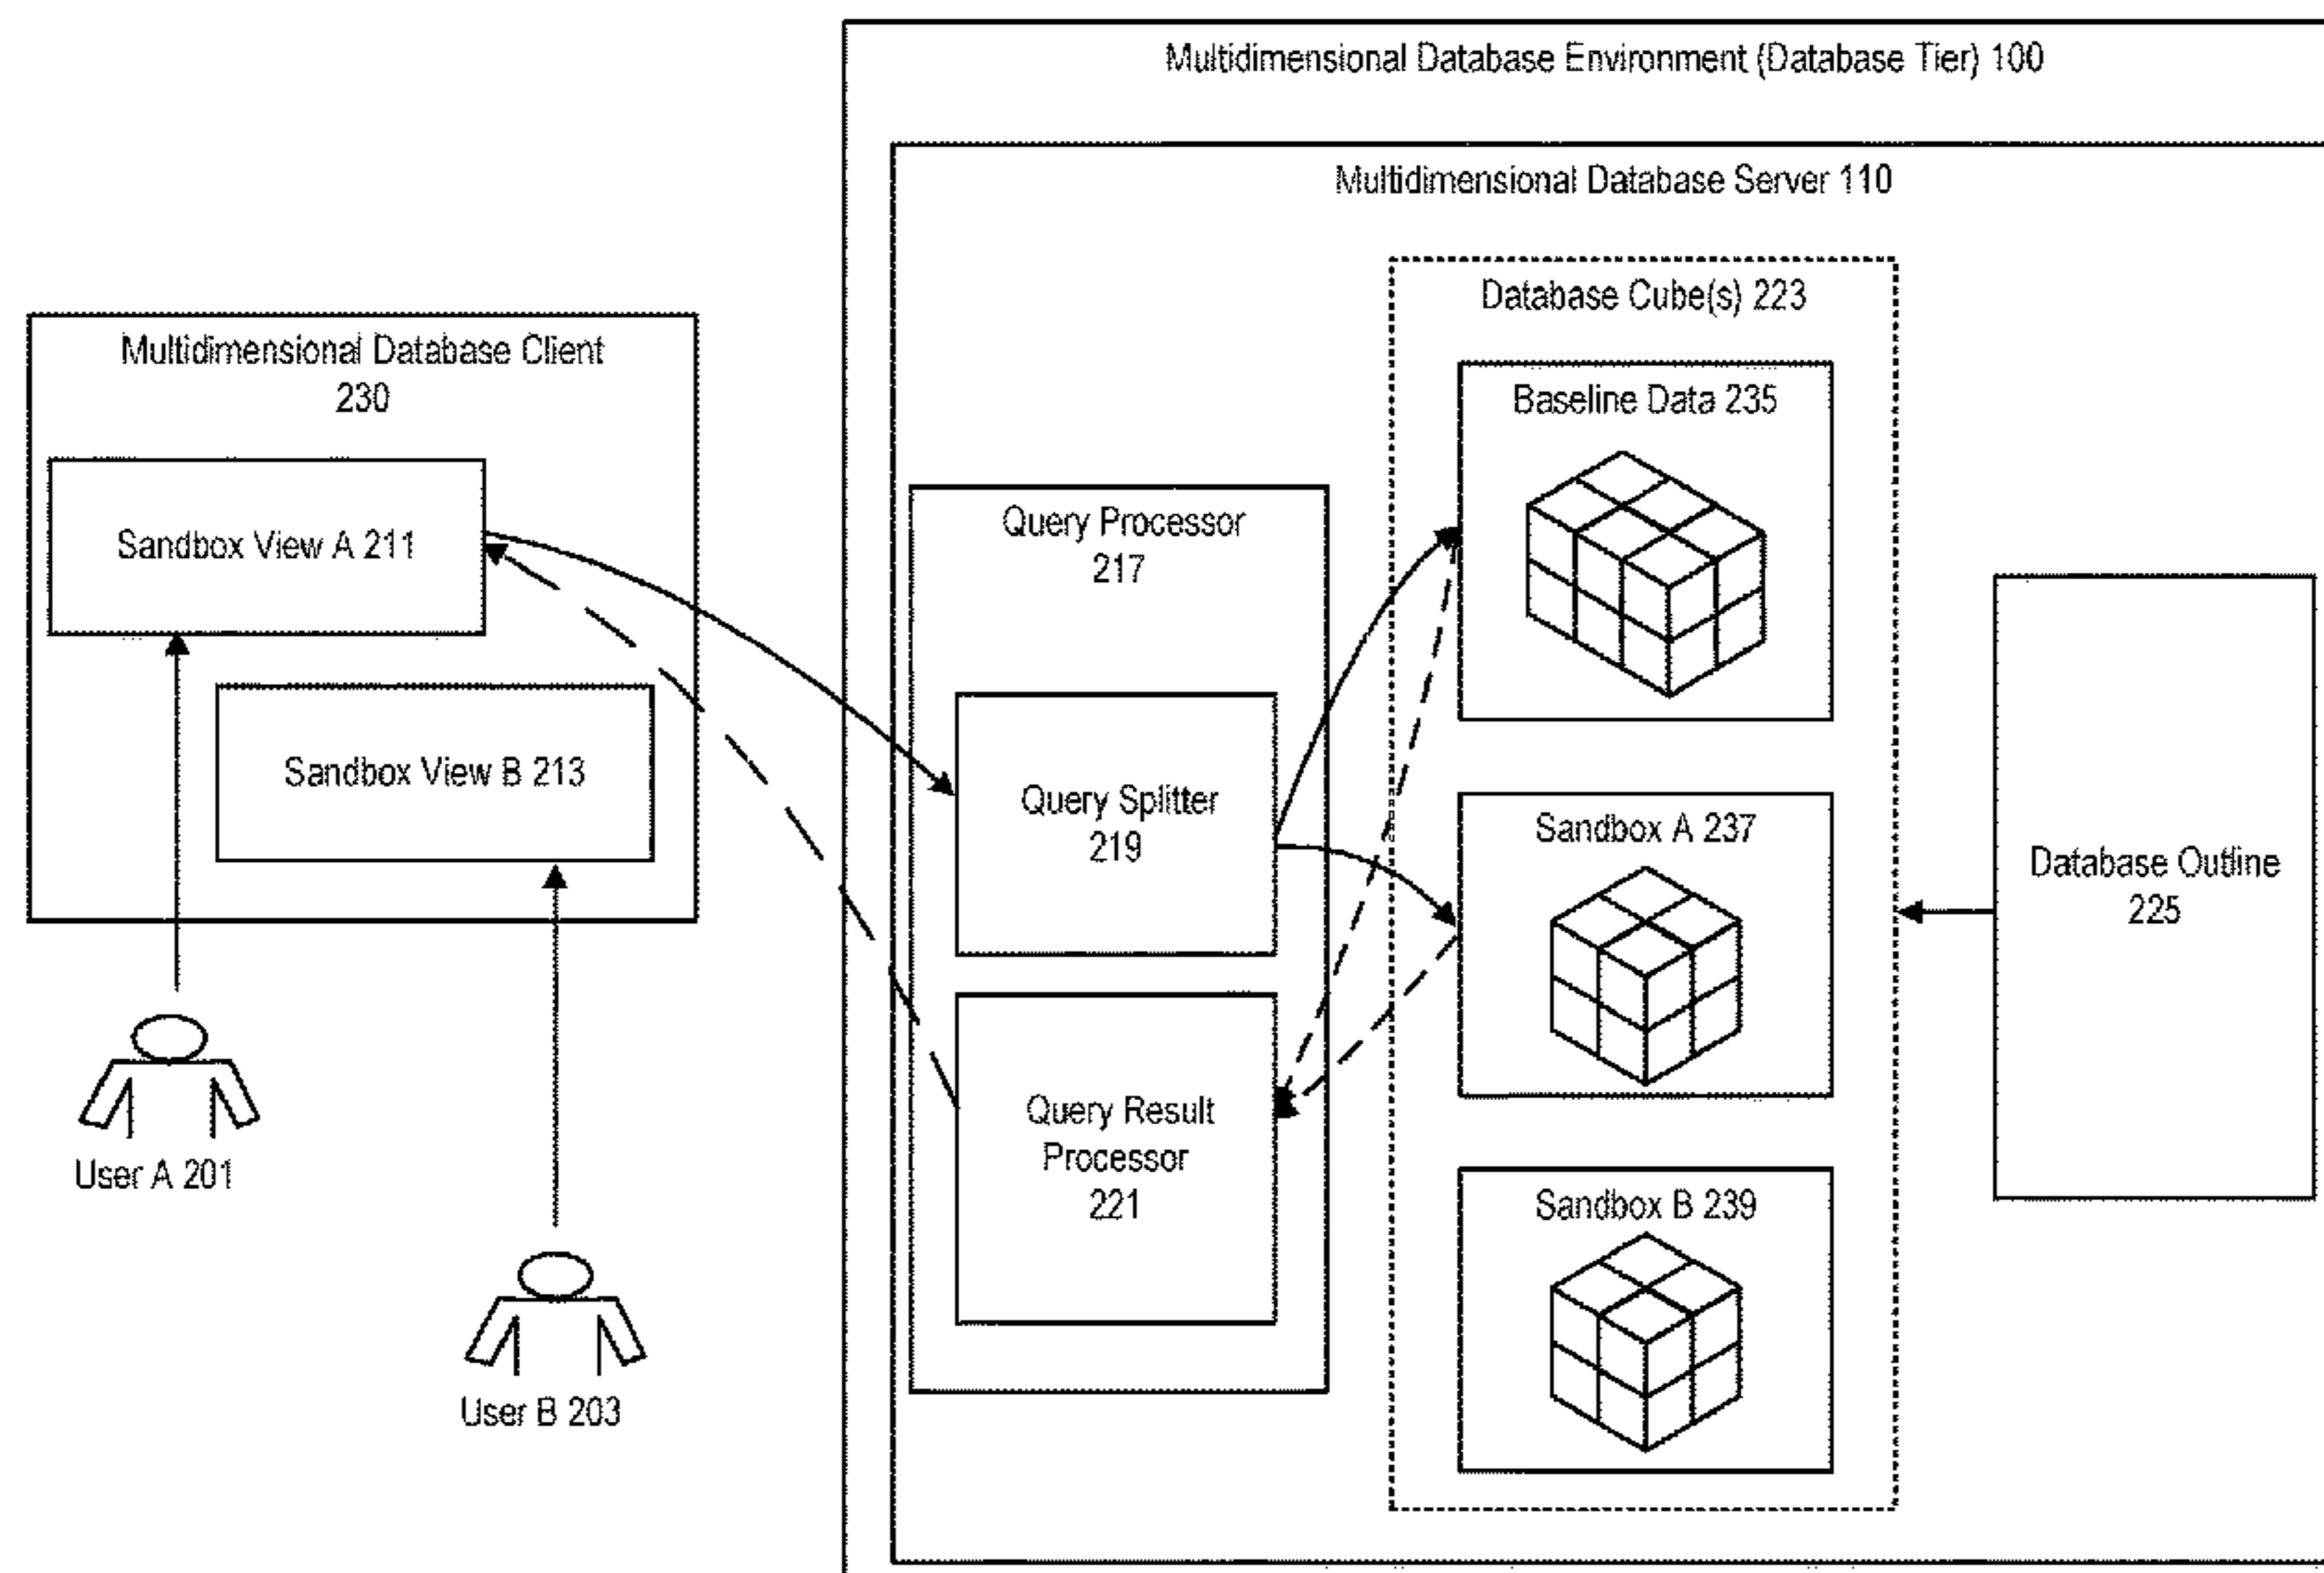 Multidimensional Database Environment (Database Tier) 100
Multidimensional Database Server 110
Database Cube(s) 223
Multidimensional Database Client
230
Baseline Data 235
Sandbox View A 211
Query Processor
217
Sandbox View B 213
Query Splitter
219
Sandbox A 237
Database Outline
225
Query Result
Processor
221
User A 201
Sandbox B 239
User B 203